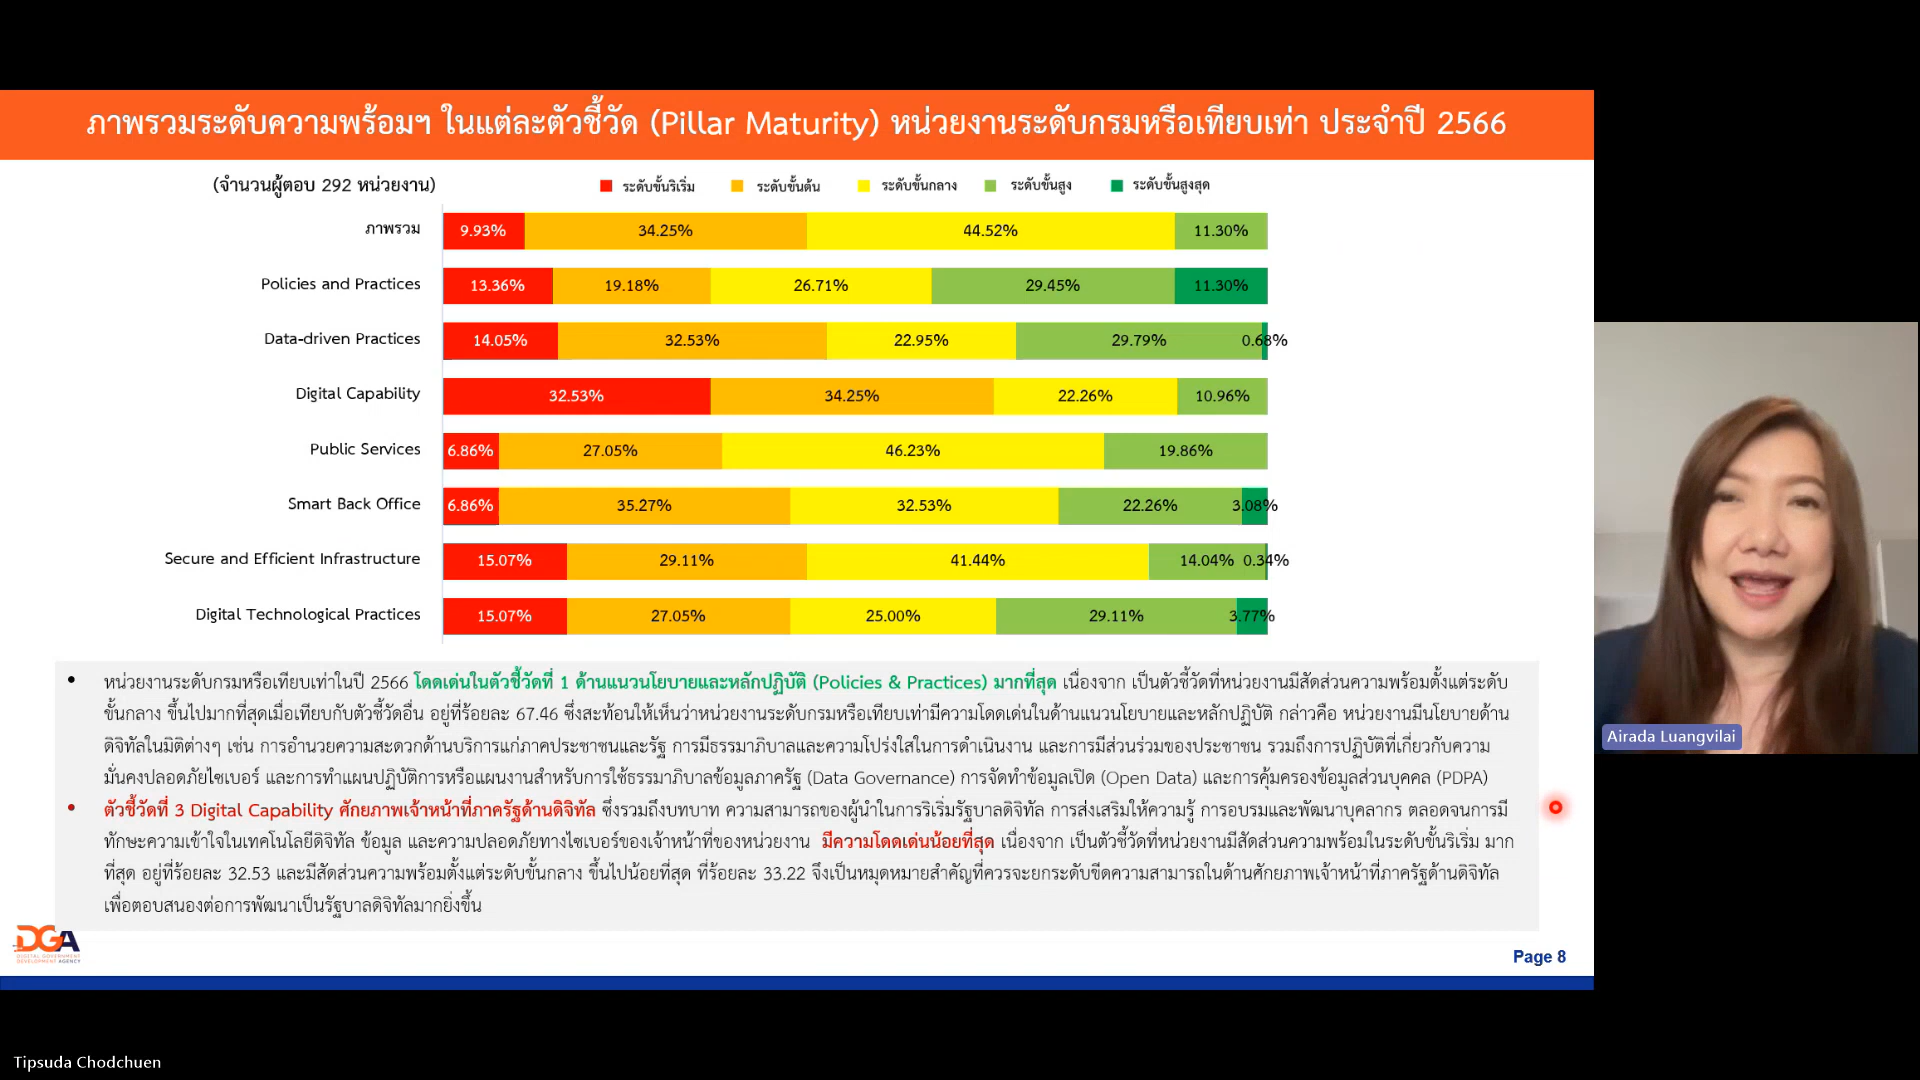 ภาพรวมระดับความพร้อมฯ ในแต่ละตัวชี้วัด (Pillar Maturity) หน่วยงานระดับกรมหรือเทียบเท่า ประจำปี 2566
(จำนวนผู้ตอบ 292 หน่วยงาน)
ระดับขั้นริเริ่ม ระดับขั้นต้น ระดับขั้นกลาง ระดับขั้นสูง ระดับขั้นสูงสุด
ภาพรวม 9.93% 34.25% 44.52% 11.30%
Policies and Practices 13.36% 19.18% 26.71% 29.45% 11.30%
Data-driven Practices 14.05% 32.53% 22.95% 29.79% 0.68%
Digital Capability 32.53% 34.25% 22.26% 10.96%
Public Services 6.86% 27.05% 46.23% 19.86%
Smart Back Office 6.86% 35.27% 32.53% 22.26% 3.08%
Secure and Efficient Infrastructure 15.07% 29.11% 41.44% 14.04% 0.34%
Digital Technological Practices 15.07% 27.05% 25.00% 29.11% 3.77%
• หน่วยงานระดับกรมหรือเทียบเท่าในปี 2566 โดดเด่นในตัวชี้วัดที่ 1 ด้านแนวนโยบายและหลักปฏิบัติ (Policies & Practices) มากที่สุด เนื่องจาก เป็นตัวชี้วัดที่หน่วยงานมีสัดส่วนความพร้อมตั้งแต่ระดับ
ขั้นกลาง ขึ้นไปมากที่สุดเมื่อเทียบกับตัวชี้วัดอื่น อยู่ที่ร้อยละ 67.46 ซึ่งสะท้อนให้เห็นว่าหน่วยงานระดับกรมหรือเทียบเท่ามีความโดดเด่นในด้านแนวนโยบายและหลักปฏิบัติ กล่าวคือ หน่วยงานมีนโยบายด้าน
ดิจิทัลในมิติต่างๆ เช่น การอำนวยความสะดวกด้านบริการแก่ภาคประชาชนและรัฐ การมีธรรมาภิบาลและความโปร่งใสในการดำเนินงาน และการมีส่วนร่วมของประชาชน รวมถึงการปฏิบัติที่เกี่ยวกับความ
มั่นคงปลอดภัยไซเบอร์ และการทำแผนปฏิบัติการหรือแผนงานสำหรับการใช้ธรรมาภิบาลข้อมูลภาครัฐ (Data Governance) การจัดทำข้อมูลเปิด (Open Data) และการคุ้มครองข้อมูลส่วนบุคคล (PDPA)
• ตัวชี้วัดที่ 3 Digital Capability ศักยภาพเจ้าหน้าที่ภาครัฐด้านดิจิทัล ซึ่งรวมถึงบทบาท ความสามารถของผู้นำในการริเริ่มรัฐบาลดิจิทัล การส่งเสริมให้ความรู้ การอบรมและพัฒนาบุคลากร ตลอดจนการมี
ทักษะความเข้าใจในเทคโนโลยีดิจิทัล ข้อมูล และความปลอดภัยทางไซเบอร์ของเจ้าหน้าที่ของหน่วยงาน มีความโดดเด่นน้อยที่สุด เนื่องจาก เป็นตัวชี้วัดที่หน่วยงานมีสัดส่วนความพร้อมในระดับขั้นริเริ่ม มาก
ที่สุด อยู่ที่ร้อยละ 32.53 และมีสัดส่วนความพร้อมตั้งแต่ระดับขั้นกลาง ขึ้นไปน้อยที่สุด ที่ร้อยละ 33.22 จึงเป็นหมุดหมายสำคัญที่ควรจะยกระดับขีดความสามารถในด้านศักยภาพเจ้าหน้าที่ภาครัฐด้านดิจิทัล
เพื่อตอบสนองต่อการพัฒนาเป็นรัฐบาลดิจิทัลมากยิ่งขึ้น
DGA
DIGITAL GOVERNMENT
DEVELOPMENT AGENCY
Page 8
Airada Luangvilai
Tipsuda Chodchuen